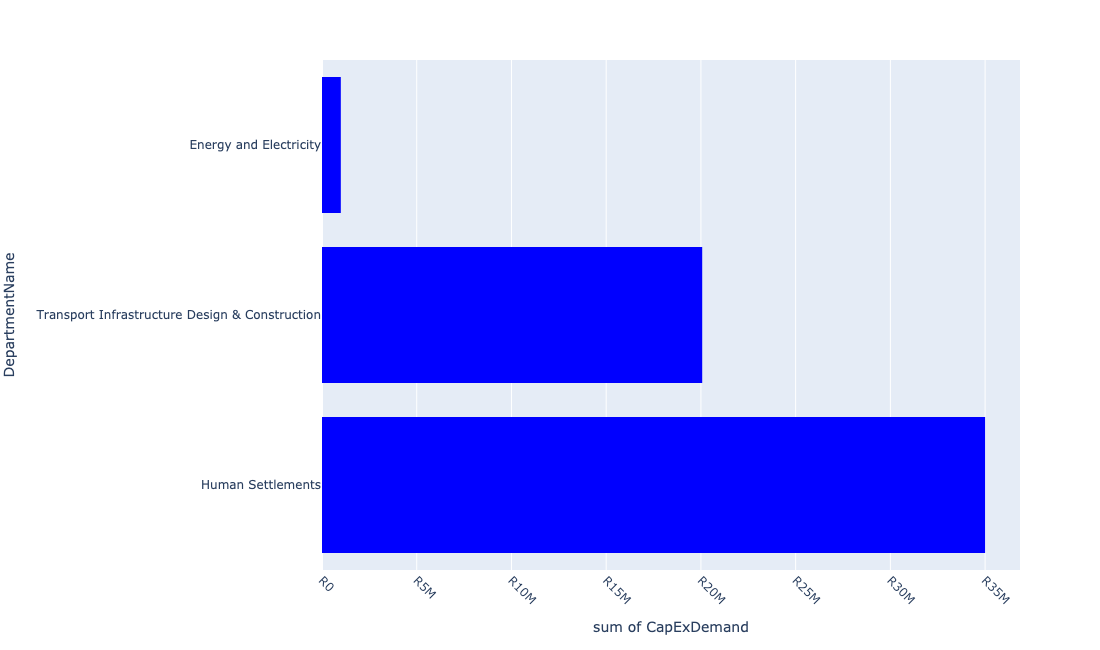 DepartmentName
Energy and Electricity
Transport Infrastructure Design & Construction
Human Settlements
R0
R5M
R10M
R15M
R20M
R25M
R30M
R35M
sum of CapExDemand